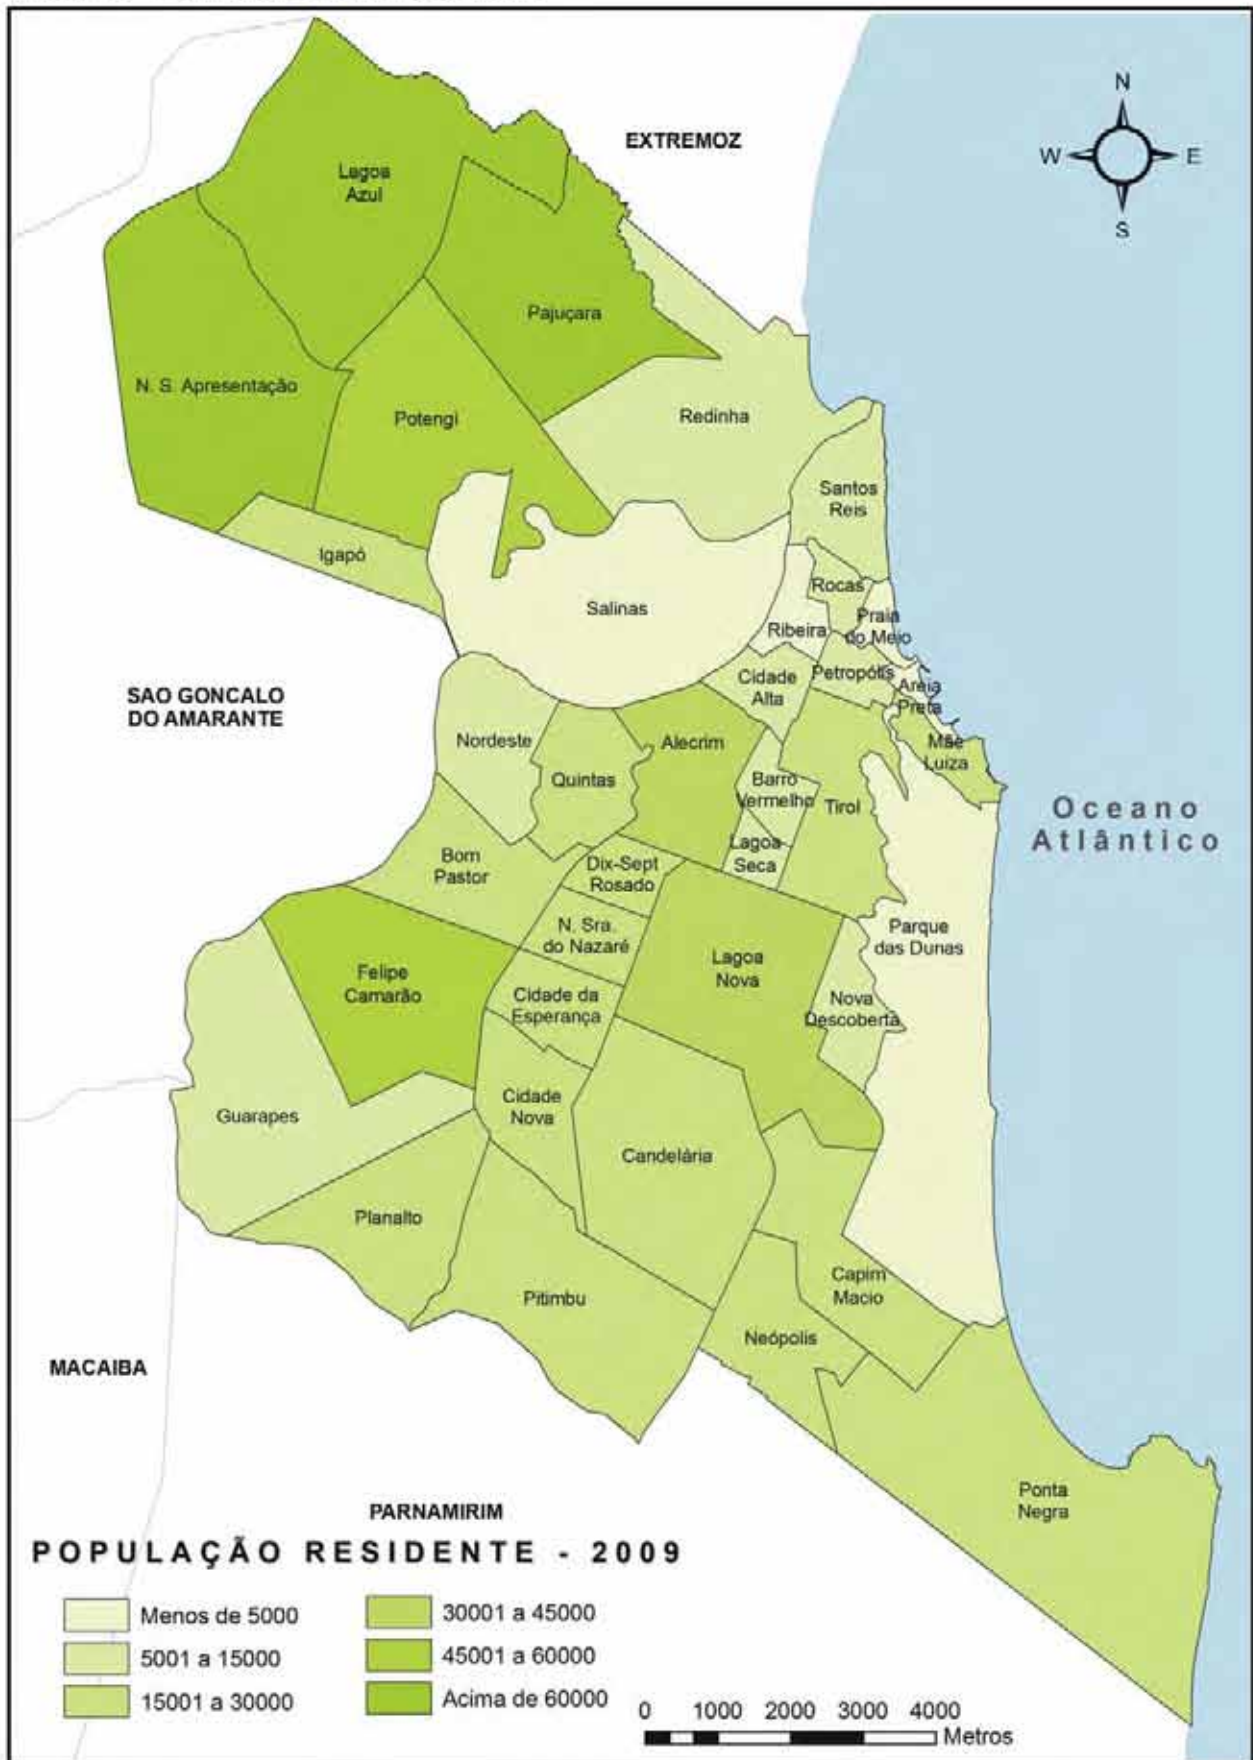 N
W
E
S
EXTREMOZ
Lagoa
Azul
Pajuçara
N. S. Apresentação
Potengi
Redinha
Santos
Reis
Igapó
Salinas
Rocas
Ribeira
Praia
do Meio
SAO GONCALO
DO AMARANTE
Cidade
Alta
Petropólis
Areia
Preta
Nordeste
Alecrim
Mãe
Luiza
Quintas
Barro
Vermelho
Tirol
Oceano
Atlântico
Bom
Pastor
Dix-Sept
Rosado
Lagoa
Seca
N. Sra.
do Nazaré
Parque
das Dunas
Felipe
Camarão
Lagoa
Nova
Cidade da
Esperança
Nova
Descoberta
Guarapes
Cidade
Nova
Candelária
Planalto
Pitimbu
Capim
Macio
Neópolis
MACAIBA
Ponta
Negra
PARNAMIRIM
POPULAÇÃO RESIDENTE - 2009
Menos de 5000
5001 a 15000
15001 a 30000
30001 a 45000
45001 a 60000
Acima de 60000
0 1000 2000 3000 4000
Metros